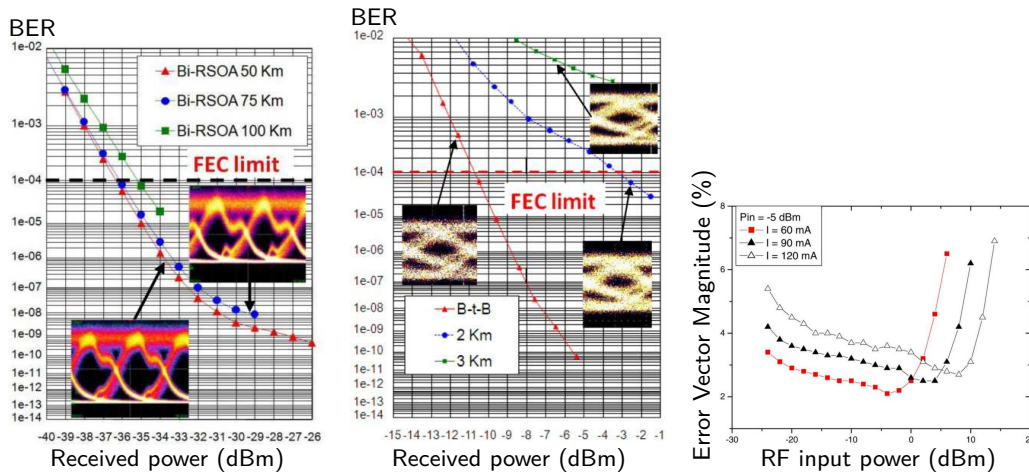 BER
1e-02
1e-03
1e-04
1e-05
1e-06
1e-07
1e-08
1e-09
1e-10
1e-11
1e-12
1e-13
1e-14
Bi-RSOA 50 Km
Bi-RSOA 75 Km
Bi-RSOA 100 Km
FEC limit
-40 -39 -38 -37 -36 -35 -34 -33 -32 -31 -30 -29 -28 -27 -26
Received power (dBm)
BER
1e-02
1e-03
1e-04
1e-05
1e-06
1e-07
1e-08
1e-09
1e-10
1e-11
1e-12
1e-13
1e-14
FEC limit
B-t-B
2 Km
3 Km
-15 -14 -13 -12 -11 -10 -9 -8 -7 -6 -5 -4 -3 -2 -1
Received power (dBm)
Error Vector Magnitude (%)
8
6
4
2
Pin = -5 dBm
I = 60 mA
I = 90 mA
I = 120 mA
-30 -20 -10 0 10 20
RF input power (dBm)